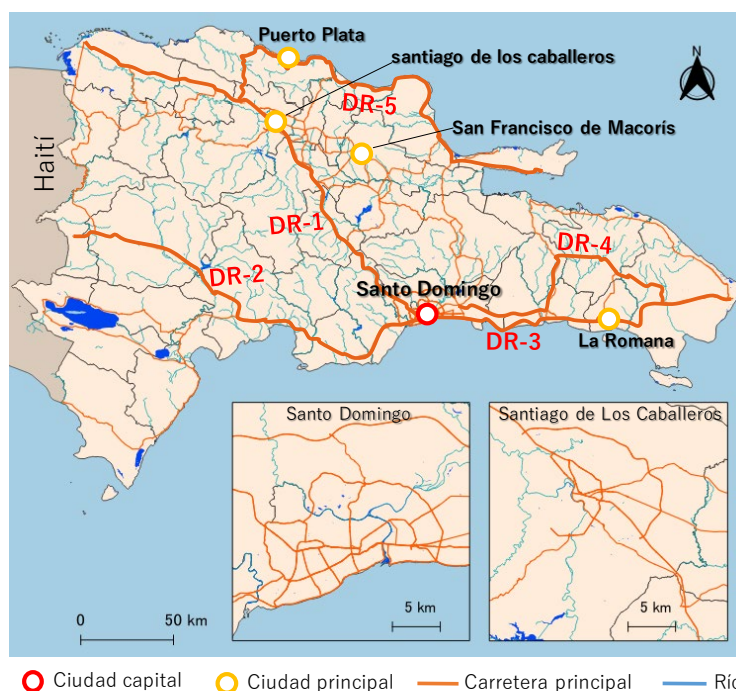 Puerto Plata
santiago de los caballeros
N
DR-5
San Francisco de Macorís
Haití
DR-1
DR-4
DR-2
Santo Domingo
DR-3
La Romana
Santo Domingo
Santiago de Los Caballeros
0 50 km
5 km
5 km
Ciudad capital
Ciudad principal
Carretera principal